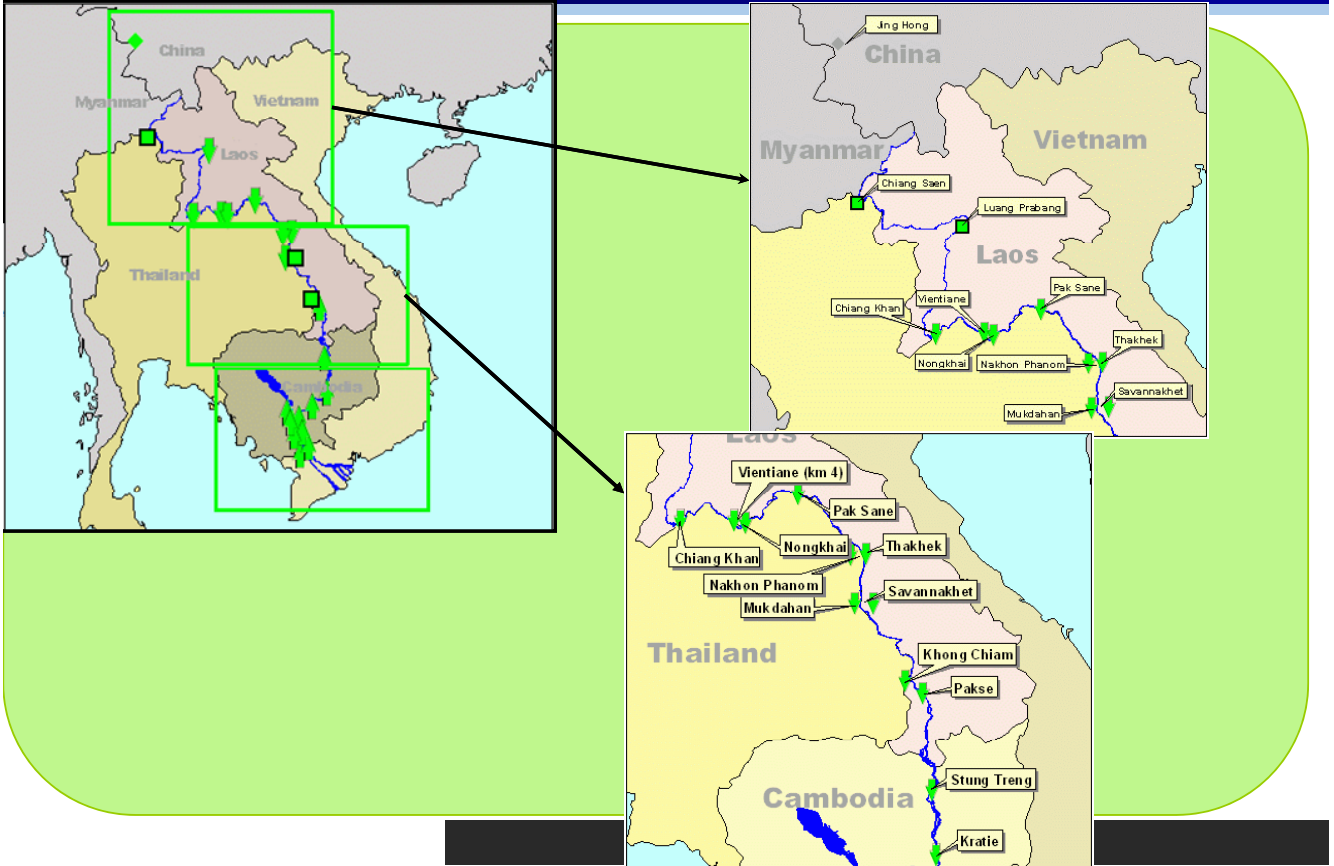 China
Myanmar
Vietnam
Laos
Thailand
Cambodia
Jing Hong
China
Vietnam
Myanmar
Chiang Saen
Luang Prabang
Laos
Pak Sane
Vientiane
Chiang Khan
Thakhek
Nongkhai
Nakhon Phanom
Savannakhet
Mukdahan
Laos
Vientiane (km 4)
Pak Sane
Nongkhai
Thakhek
Chiang Khan
Nakhon Phanom
Savannakhet
Mukdahan
Thailand
Khong Chiam
Pakse
Stung Treng
Cambodia
Kratie